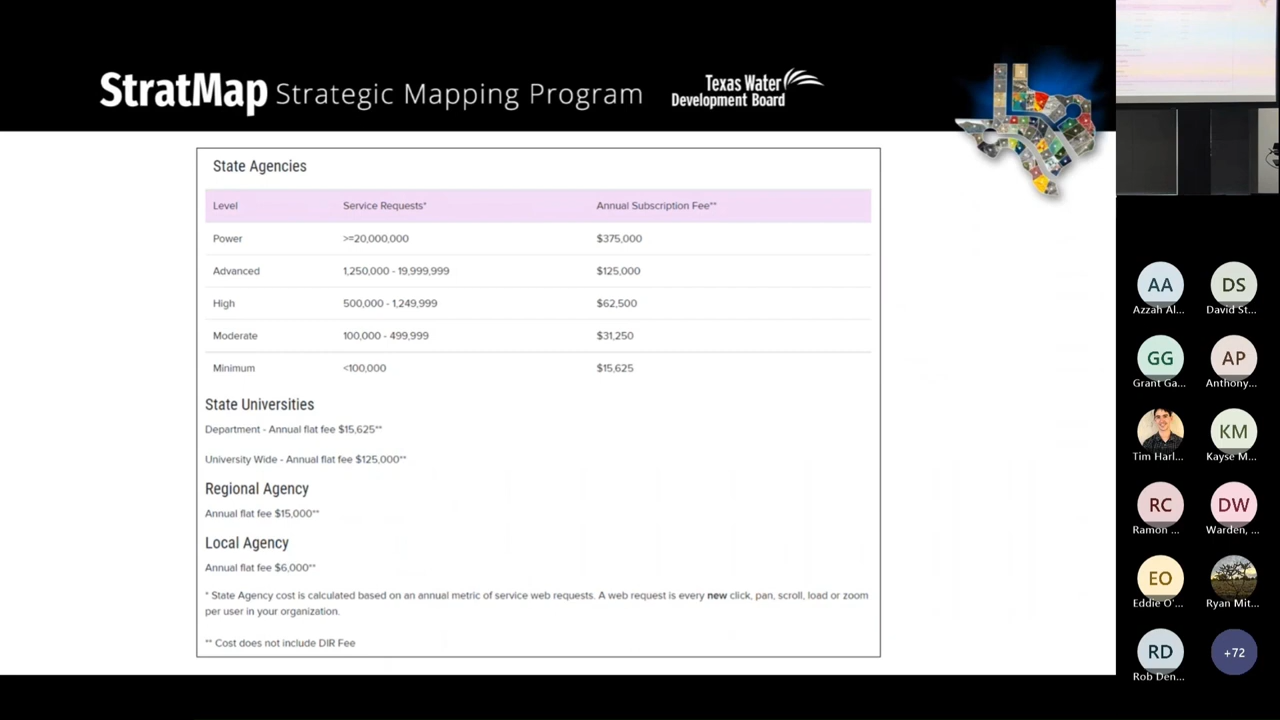 StratMap Strategic Mapping Program
Texas Water
Development Board
State Agencies
Level Service Requests* Annual Subscription Fee**
Power >=20,000,000 $375,000
Advanced 1,250,000 - 19,999,999 $125,000
High 500,000 - 1,249,999 $62,500
Moderate 100,000 - 499,999 $31,250
Minimum <100,000 $15,625
State Universities
Department - Annual flat fee $15,625**
University Wide - Annual flat fee $125,000**
Regional Agency
Annual flat fee $15,000**
Local Agency
Annual flat fee $6,000**
* State Agency cost is calculated based on an annual metric of service web requests. A web request is every new click, pan, scroll, load or zoom
per user in your organization.
** Cost does not include DIR Fee
AA DS
Azzah Al... David St...
GG AP
Grant Ga... Anthony...
KM
Tim Harl... Kayse M...
RC DW
Ramon ... Warden, ...
EO
Eddie O'... Ryan Mit...
RD +72
Rob Den...